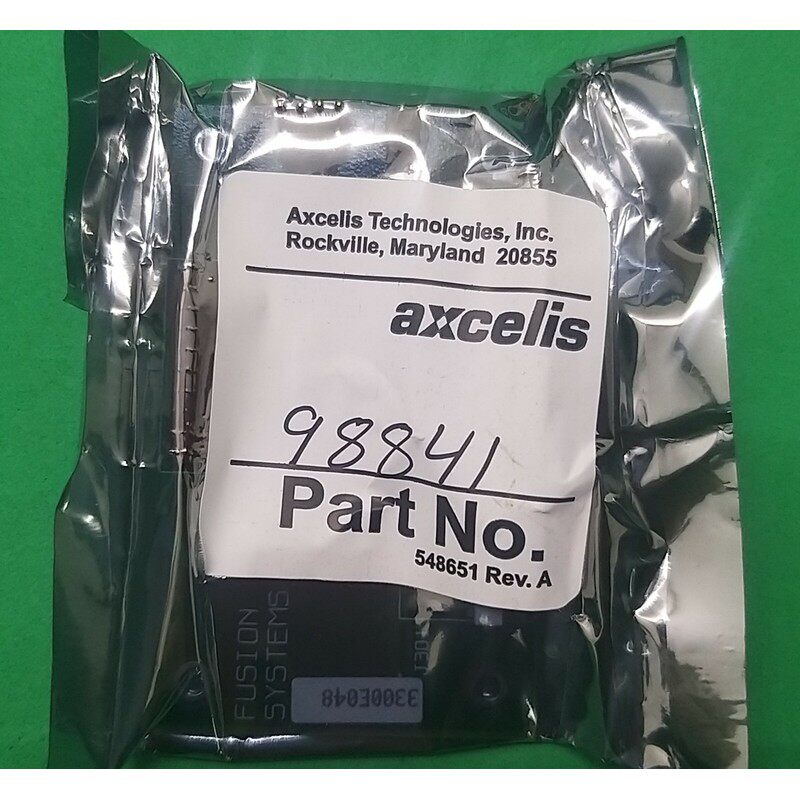 Axcelis Technologies, Inc.
Rockville, Maryland 20855
axcelis
98841
Part No.
548651 Rev. A
FUSION
SYSTEMS
3300E048